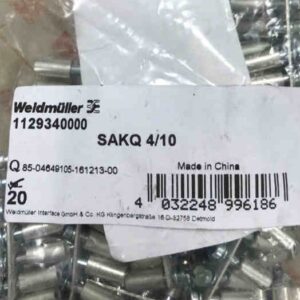 Weidmüller
1129340000
SAKQ 4/10
Q 85-04649105-161213-00
Made in China
20
4 032248 996186
Weidmüller Interface GmbH & Co. KG Klingenbergstraße 16 D-32758 Detmold